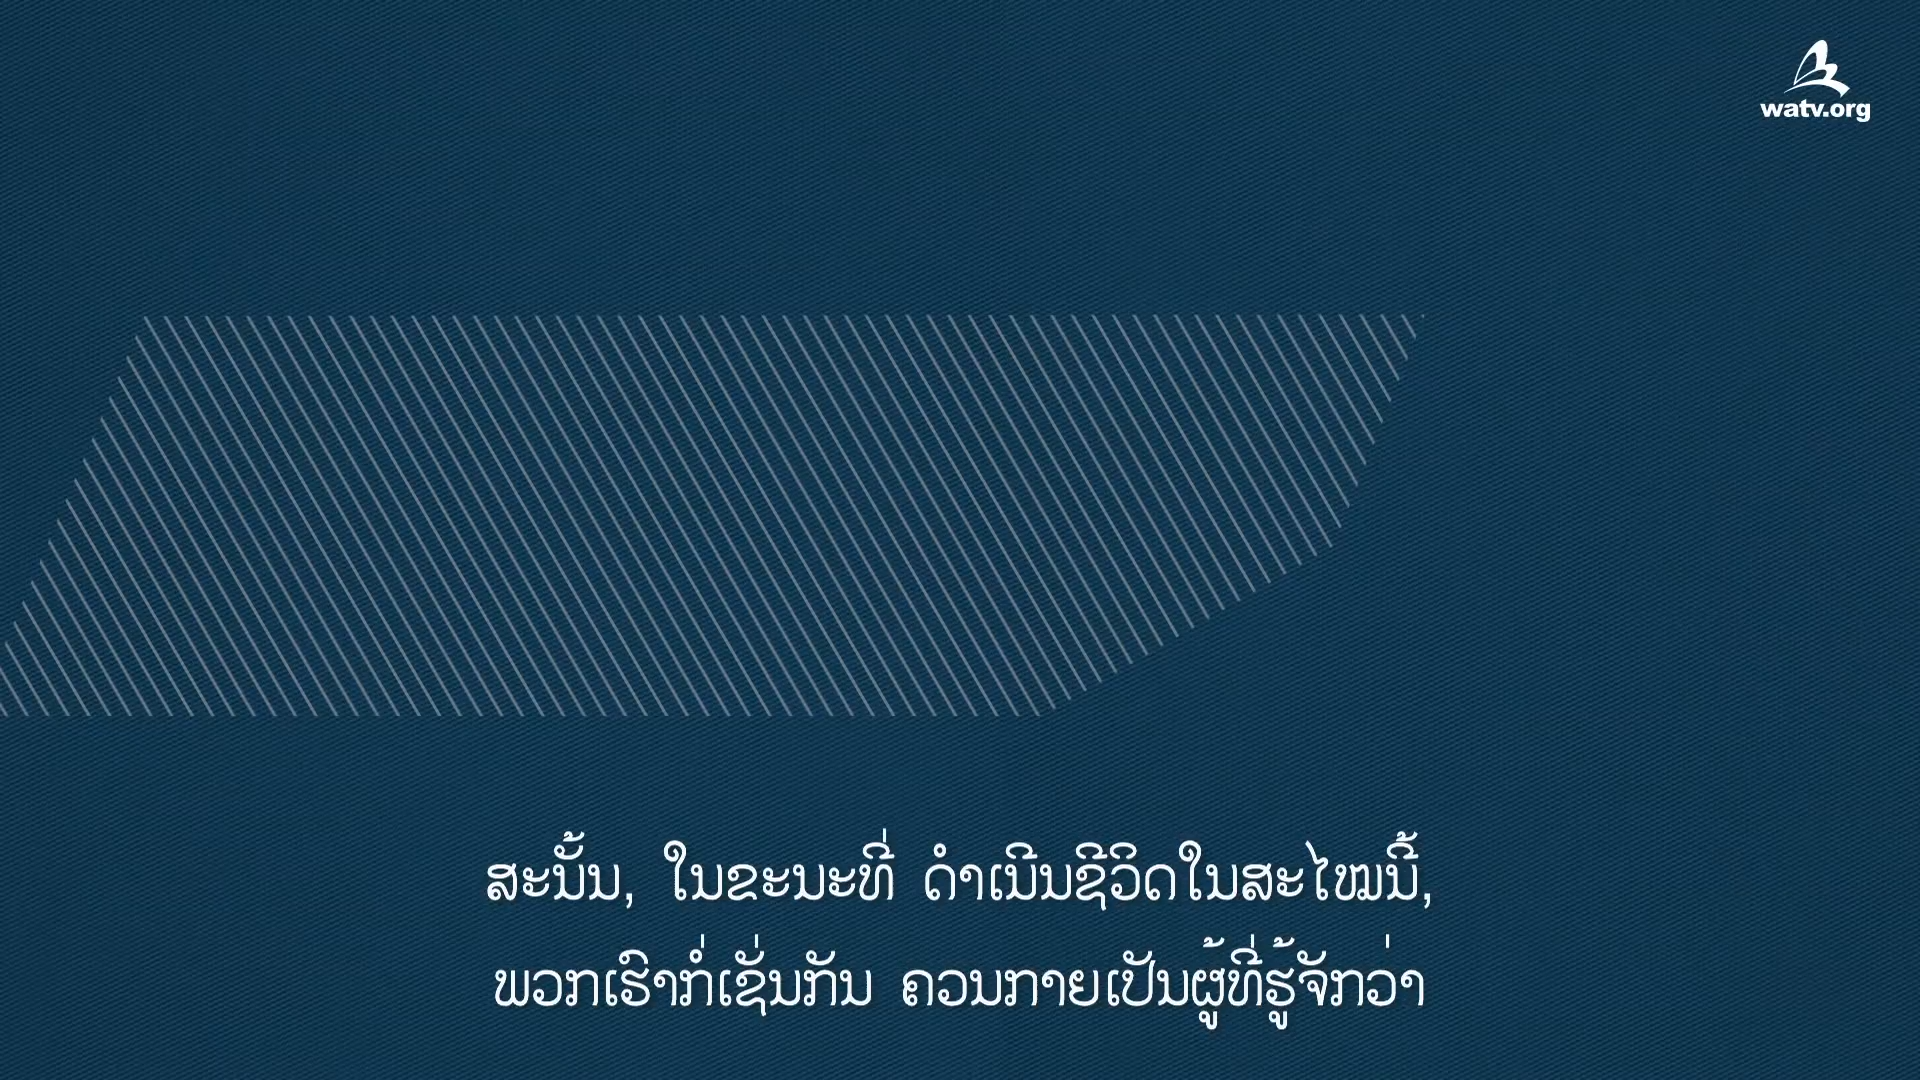 watv.org
ສະນັ້ນ, ໃນຂະນະທີ່ ດຳເນີນຊີວິດໃນສະໄໝນີ້,
ພວກເຮົາກໍ່ເຊັ່ນກັນ ຄວນກາຍເປັນຜູ້ທີ່ຮູ້ຈັກວ່າ